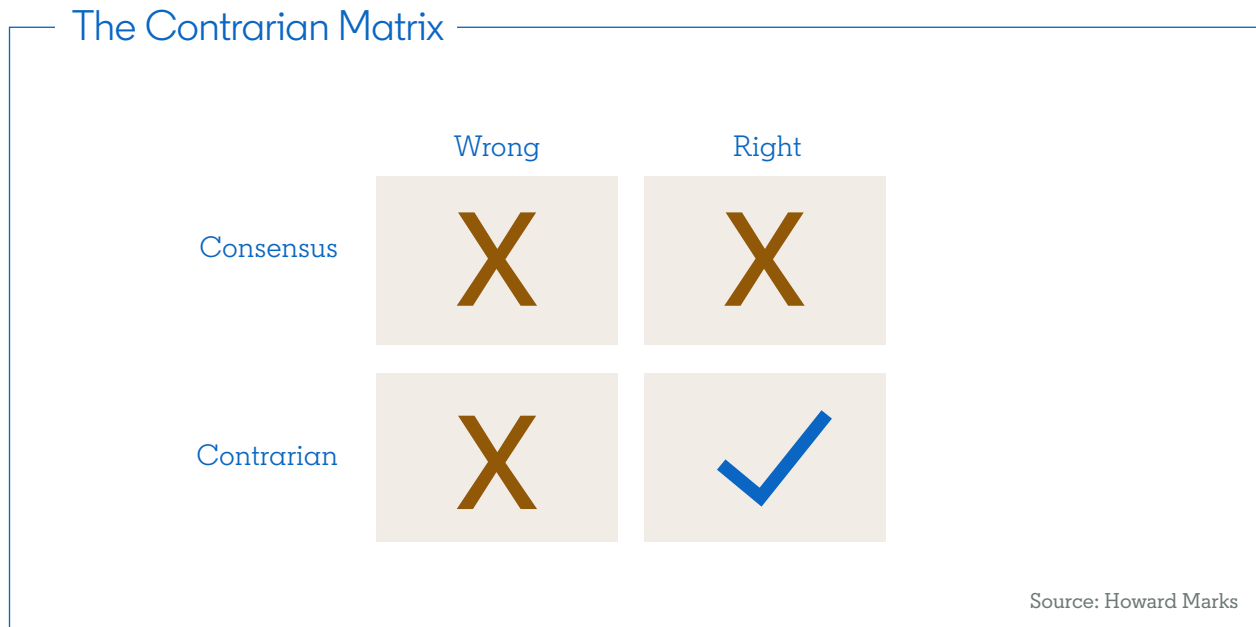 The Contrarian Matrix
Wrong Right
Consensus X X
Contrarian X
Source: Howard Marks